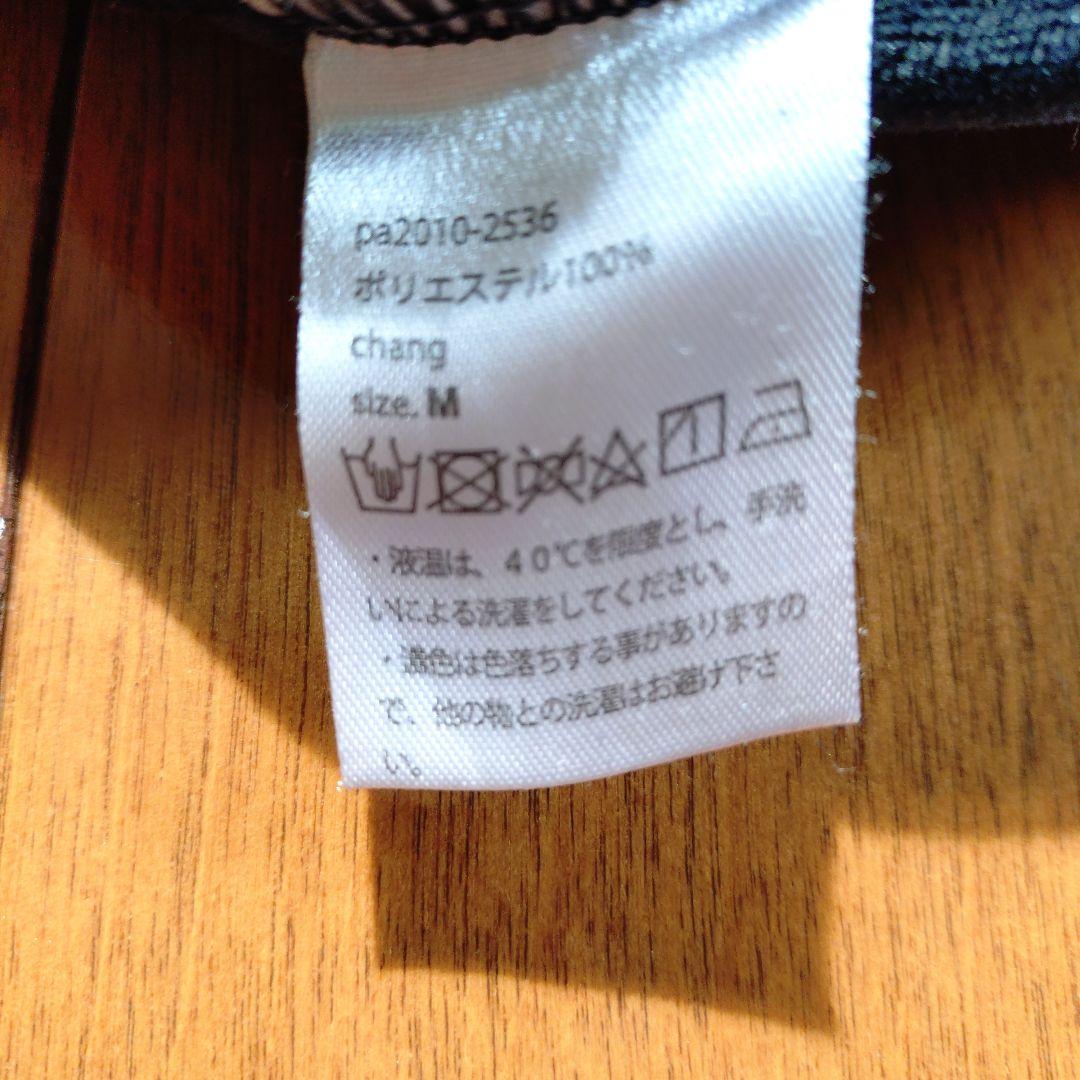 pa2010-2536
ポリエステル100%
chang
size. M
・液温は、40℃を限度とし、手洗
いによる洗濯をしてください。
・濃色は色落ちする事がありますの
で、他の物との洗濯はお避け下さ
い。